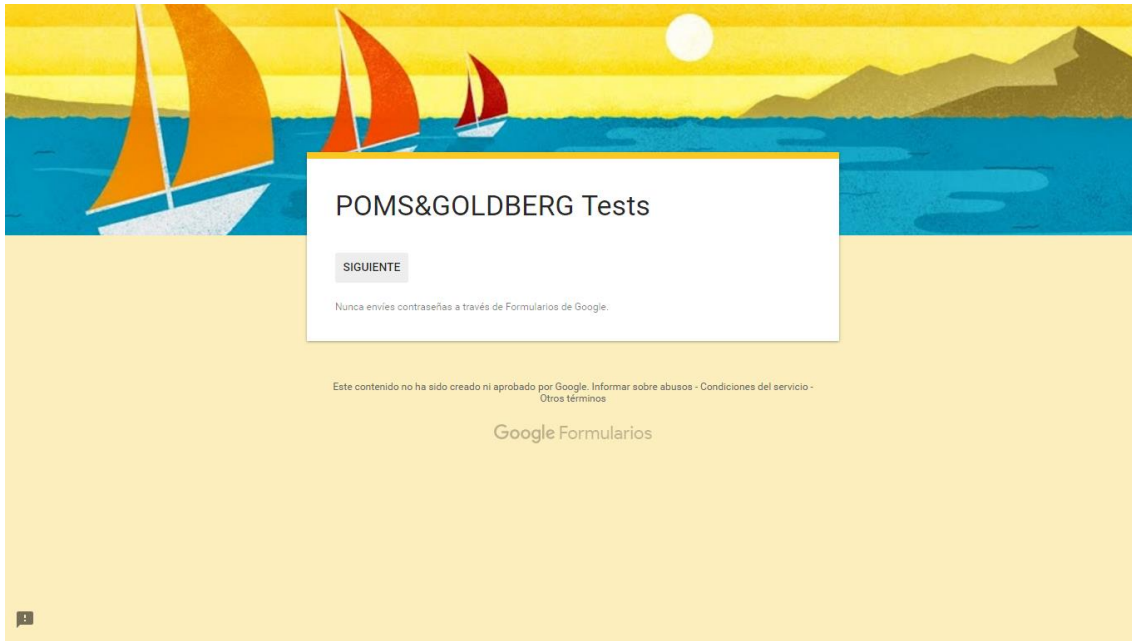 POMS&GOLDBERG Tests
SIGUIENTE
Nunca envíes contraseñas a través de Formularios de Google.
Este contenido no ha sido creado ni aprobado por Google. Informar sobre abusos - Condiciones del servicio -
Otros términos
Google Formularios